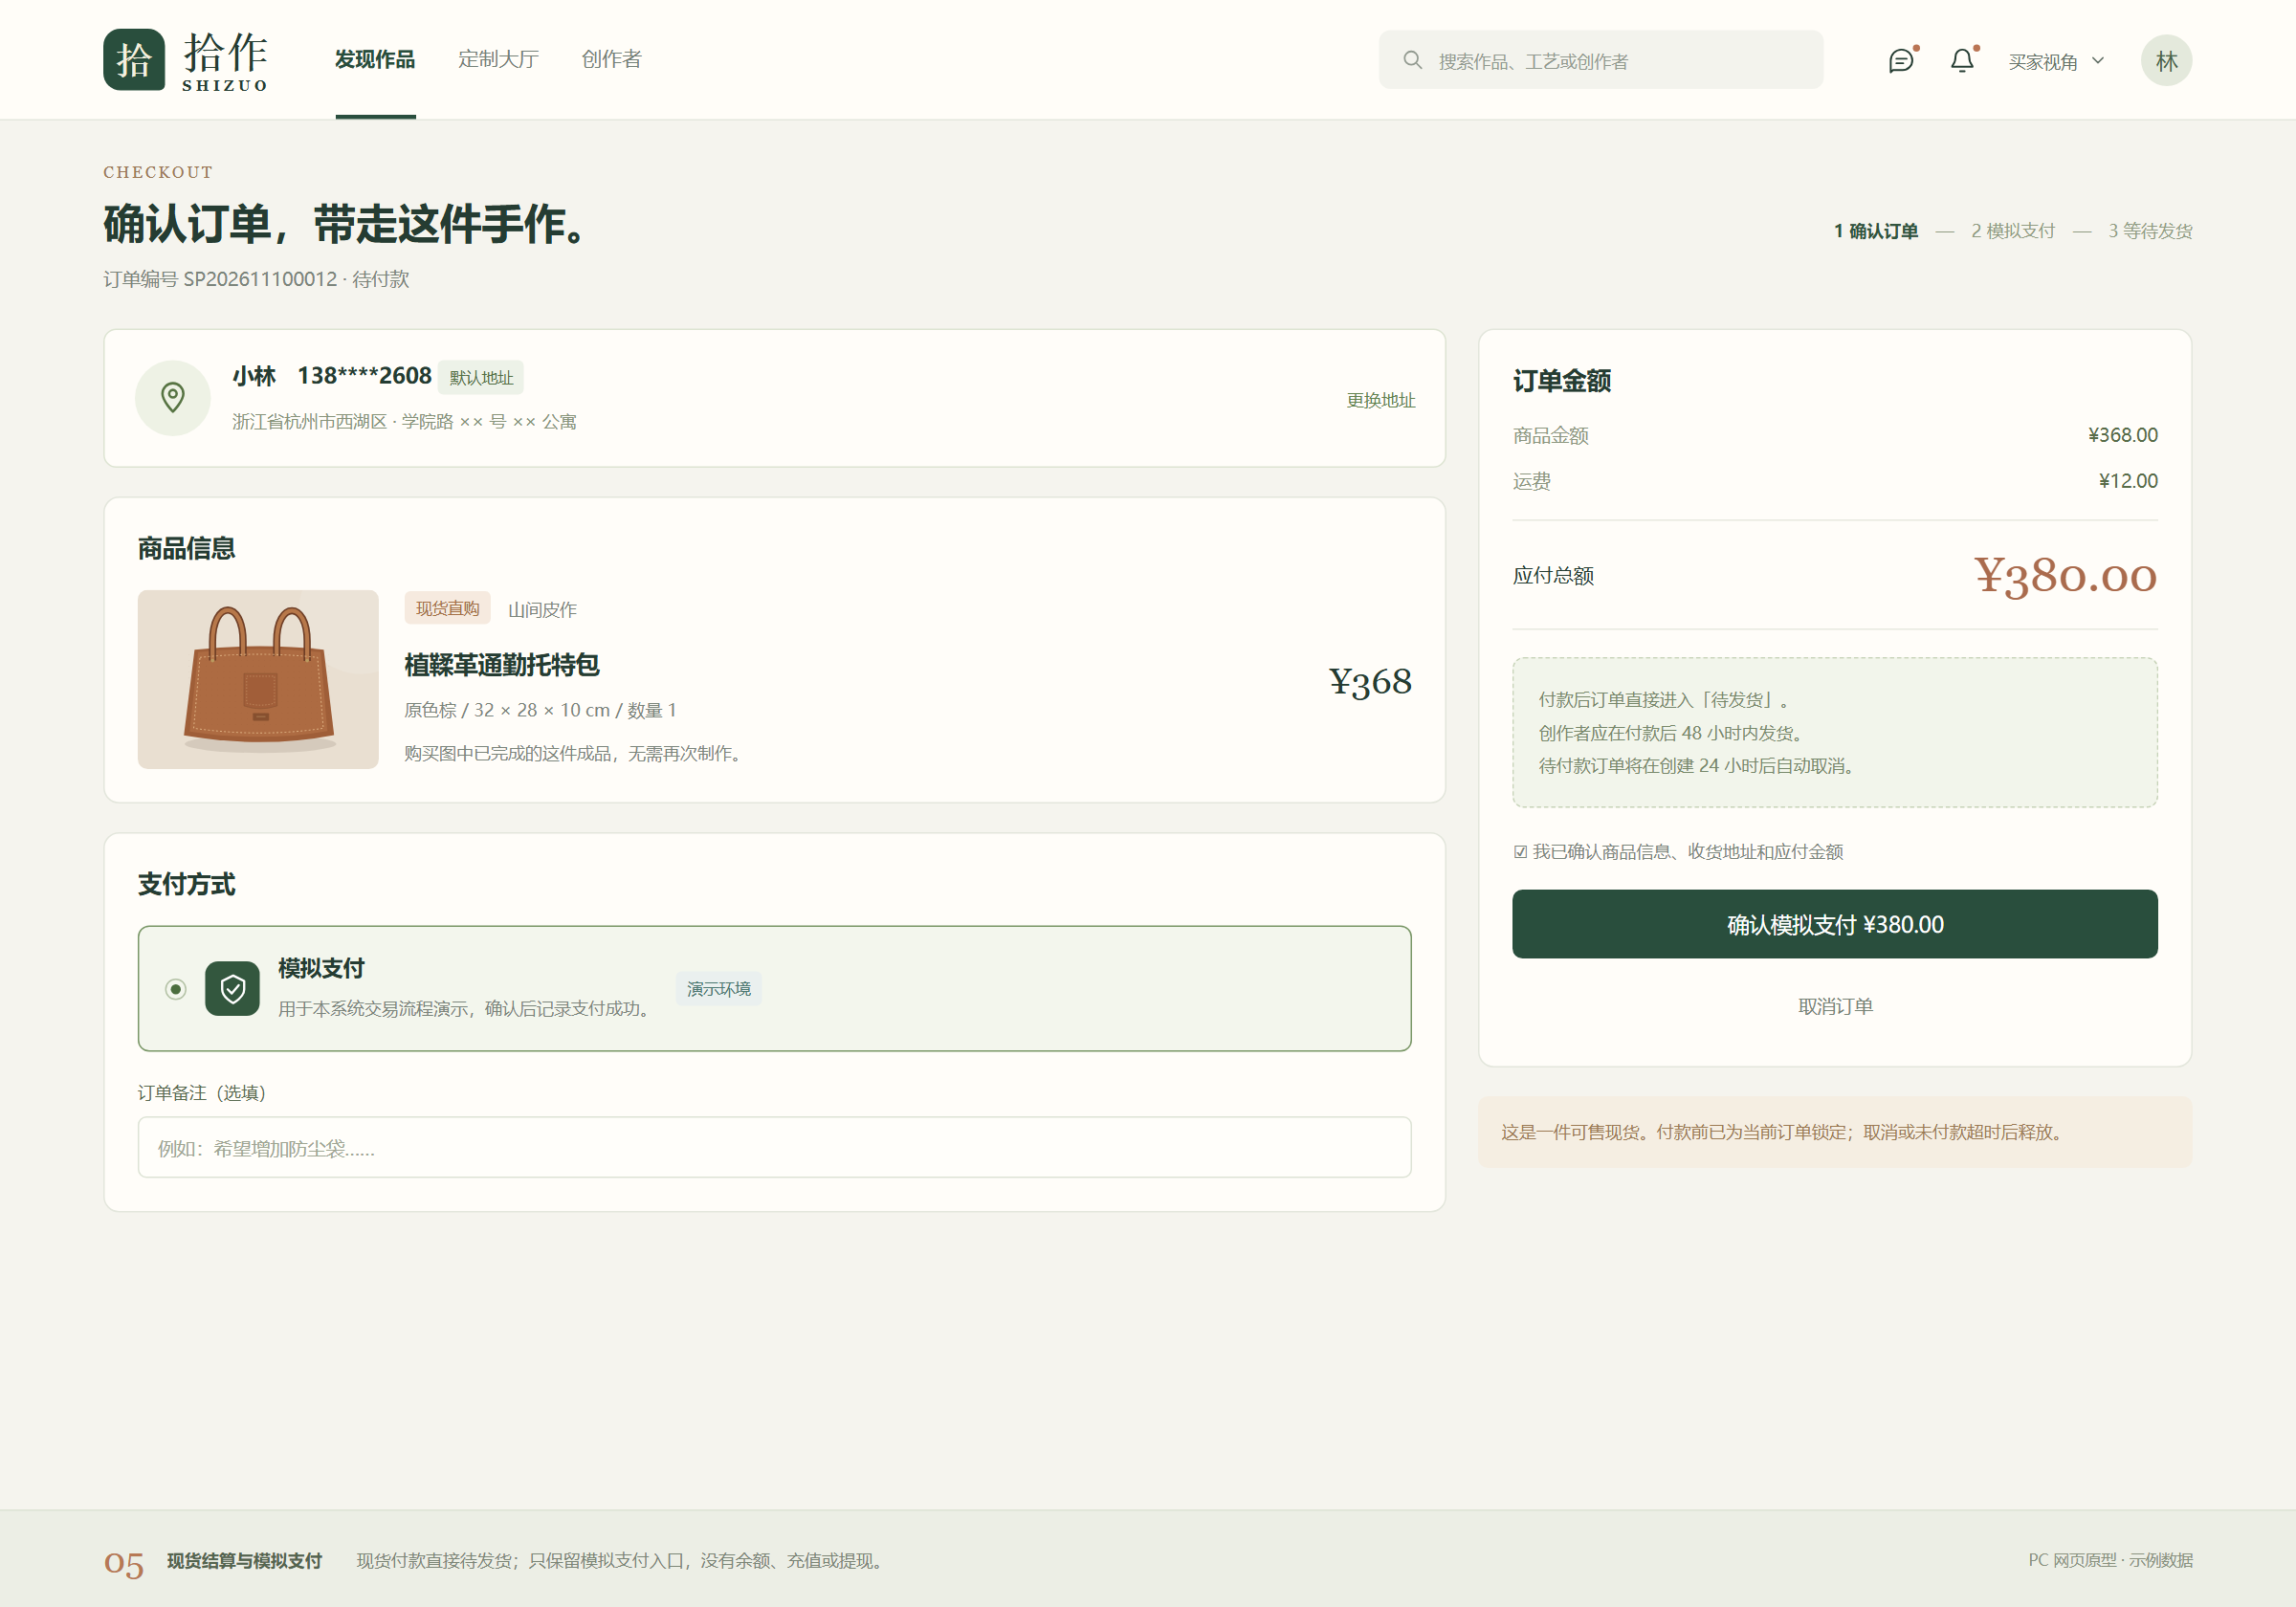 拾 拾作
SHIZUO
发现作品 定制大厅 创作者
搜索作品、工艺或创作者
买家视角
林
CHECKOUT
确认订单，带走这件手作。
订单编号 SP202611100012 · 待付款
1 确认订单 — 2 模拟支付 — 3 等待发货
小林 138****2608 默认地址
浙江省杭州市西湖区 · 学院路 ×× 号 ×× 公寓
更换地址
商品信息
现货直购 山间皮作
植鞣革通勤托特包
原色棕 / 32 × 28 × 10 cm / 数量 1
购买图中已完成的这件成品，无需再次制作。
¥368
支付方式
模拟支付
用于本系统交易流程演示，确认后记录支付成功。
演示环境
订单备注（选填）
例如：希望增加防尘袋……
订单金额
商品金额 ¥368.00
运费 ¥12.00
应付总额 ¥380.00
付款后订单直接进入「待发货」。
创作者应在付款后 48 小时内发货。
待付款订单将在创建 24 小时后自动取消。
☑ 我已确认商品信息、收货地址和应付金额
确认模拟支付 ¥380.00
取消订单
这是一件可售现货。付款前已为当前订单锁定；取消或未付款超时后释放。
05 现货结算与模拟支付 现货付款直接待发货；只保留模拟支付入口，没有余额、充值或提现。
PC 网页原型 · 示例数据